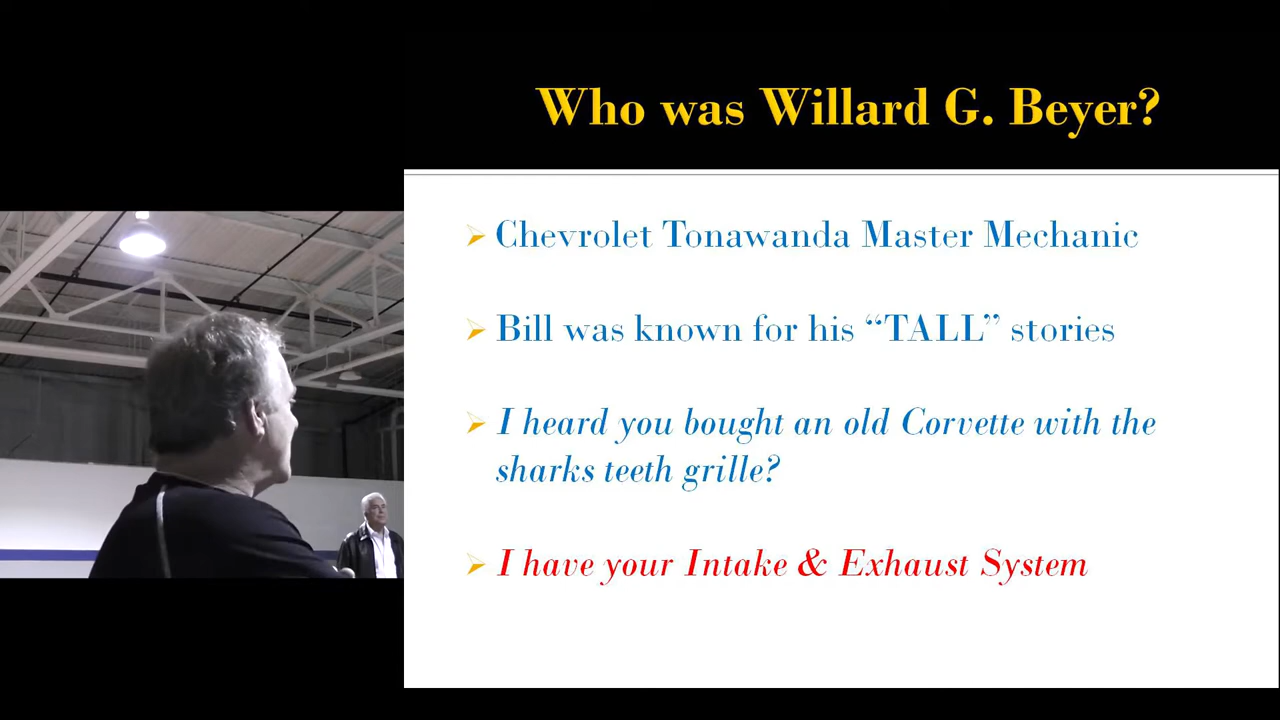 Who was Willard G. Beyer?
Chevrolet Tonawanda Master Mechanic
Bill was known for his “TALL” stories
I heard you bought an old Corvette with the
sharks teeth grille?
I have your Intake & Exhaust System